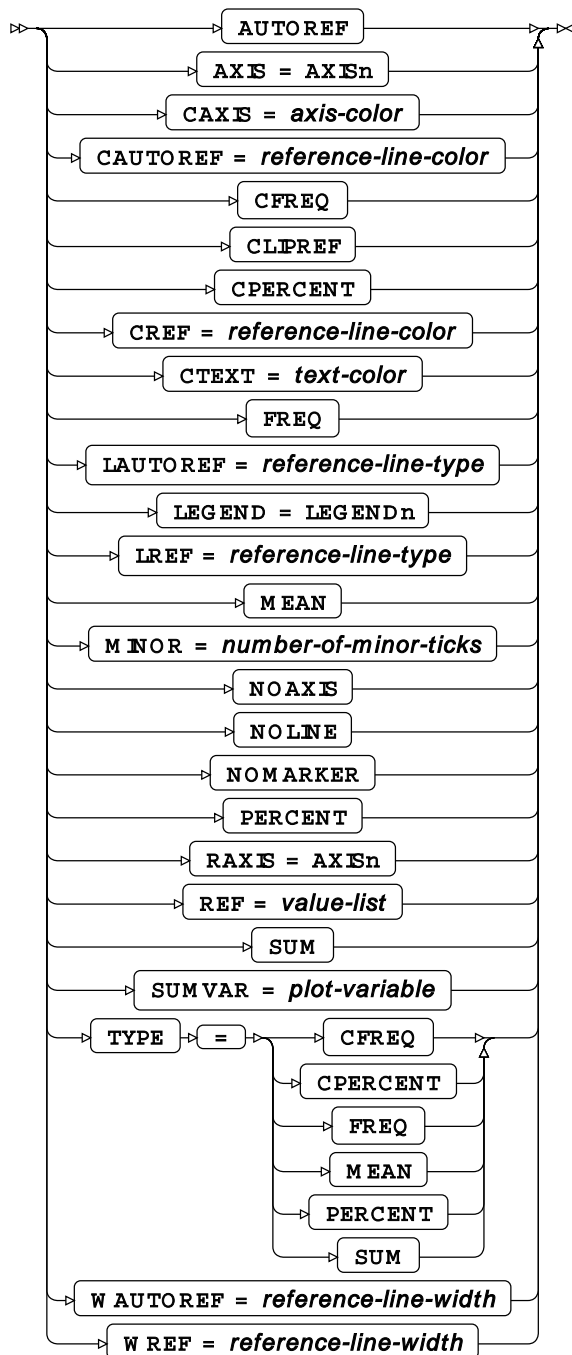 AUTOREF
AXIS = AXISn
CAXIS = axis-color
CAUTOREF = reference-line-color
CFREQ
CLIPREF
CPERCENT
CREF = reference-line-color
CTEXT = text-color
FREQ
LAUTOREF = reference-line-type
LEGEND = LEGENDn
LREF = reference-line-type
MEAN
MINOR = number-of-minor-ticks
NOAXIS
NOLINE
NOMARKER
PERCENT
RAXIS = AXISn
REF = value-list
SUM
SUMVAR = plot-variable
TYPE = CFREQ
CPERCENT
FREQ
MEAN
PERCENT
SUM
WAUTOREF = reference-line-width
WREF = reference-line-width